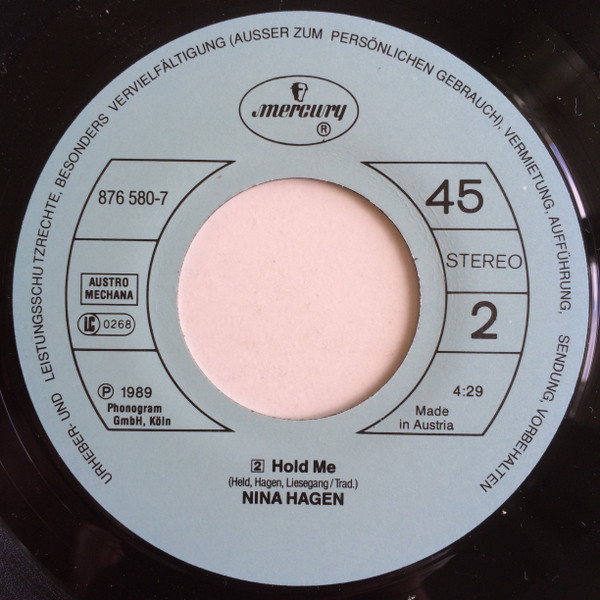 URHEBER- UND LEISTUNGSSCHUTZRECHTE, BESONDERS VERVIELFÄLTIGUNG (AUSSER ZUM PERSÖNLICHEN GEBRAUCH), VERMIETUNG, AUFFÜHRUNG, SENDUNG, VORBEHALTEN
mercury
®
876 580-7
45
STEREO
AUSTRO
MECHANA
LC 0268
2
℗ 1989
Phonogram
GmbH, Köln
4:29
Made
in Austria
2 Hold Me
(Held, Hagen, Liesegang/Trad.)
NINA HAGEN